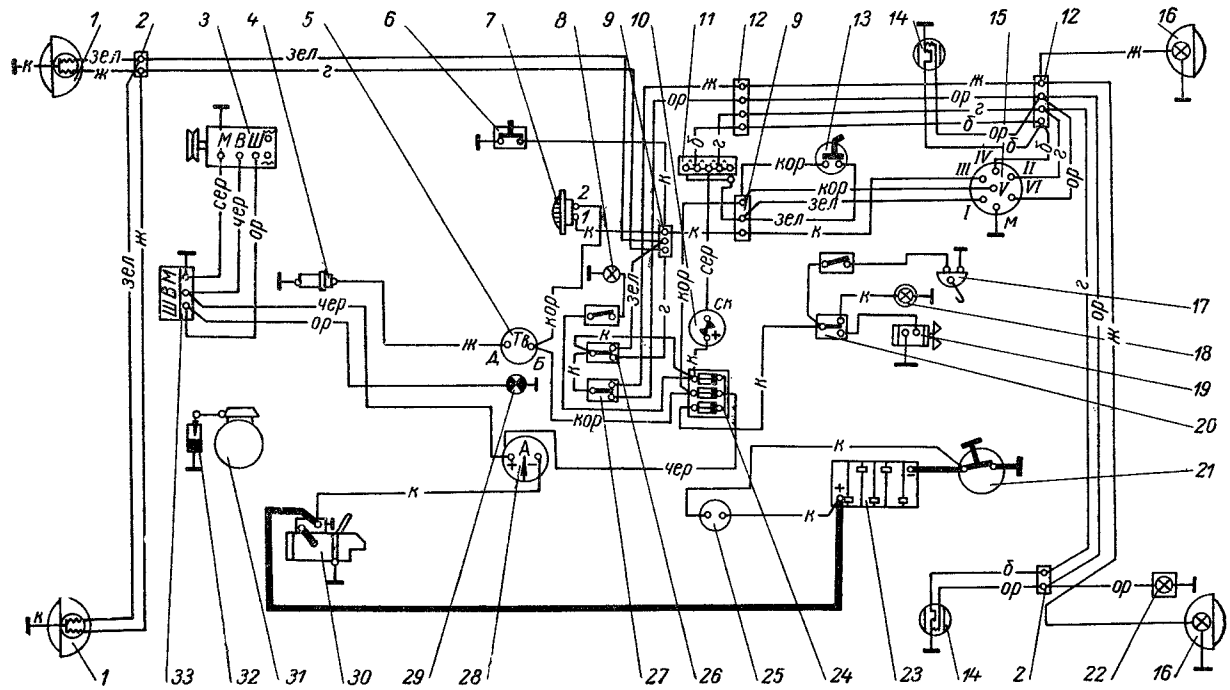 1 2 3 4 5 6 7 8 9 10 11 12 9 13 14 15 12 16
к зел зел
ж г
ж
ж ор ж
ор г
г б
б ор б
М В Ш
б г
б г
кор III IV II
кор V VI ор
2
1
к к зел зел I
к М
сер чер ор
к
зел ж
Ш В М
чер
ор
кор зел г кор сер
СК
+
17
к
18
ж Д Тв Б
к
к к
к
19
20
г ор ж
кор
чер
А
+ –
к
к
21
+ –
к
б
ор ор
к
1 33 32 31 30 29 28 27 26 25 24 23 14 2 22 16